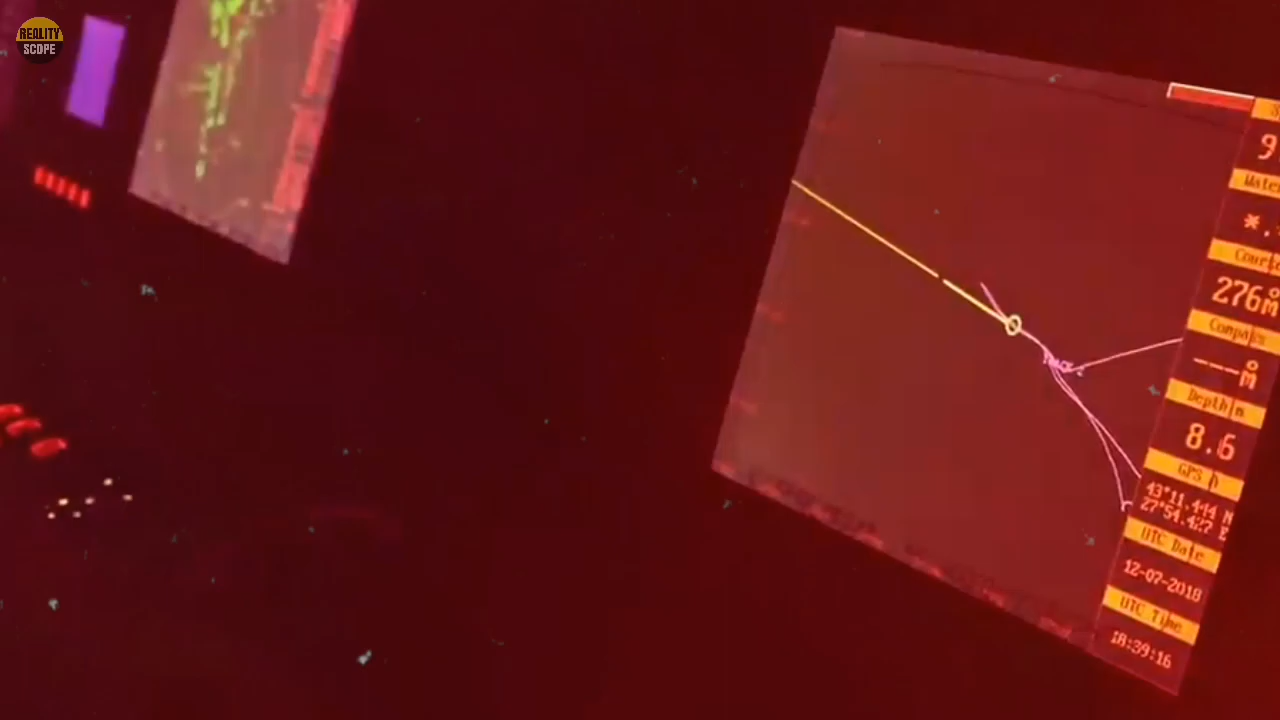 REALITY
SCOPE
9
Water
*.
Course
276°m
Compass
---°m
Depth m
8.6
GPS
43°11.444 N
27°54.427 E
UTC Date
12-07-2018
UTC Time
18:39:16